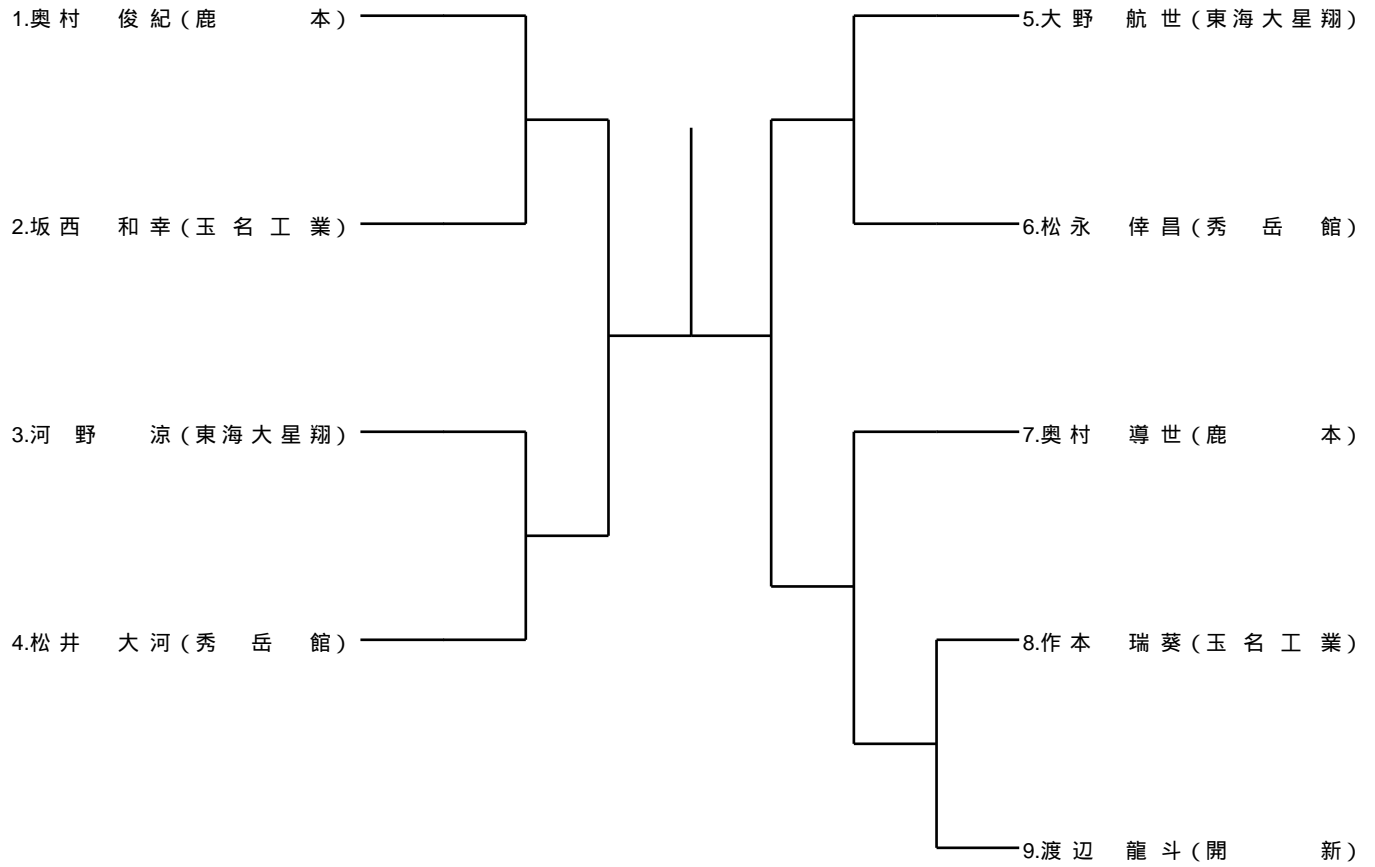 1.奥村 俊紀(鹿 本)
2.坂西 和幸(玉名工業)
3.河野 涼(東海大星翔)
4.松井 大河(秀岳館)
5.大野 航世(東海大星翔)
6.松永 倖昌(秀岳館)
7.奥村 導世(鹿 本)
8.作本 瑞葵(玉名工業)
9.渡辺 龍斗(開 新)